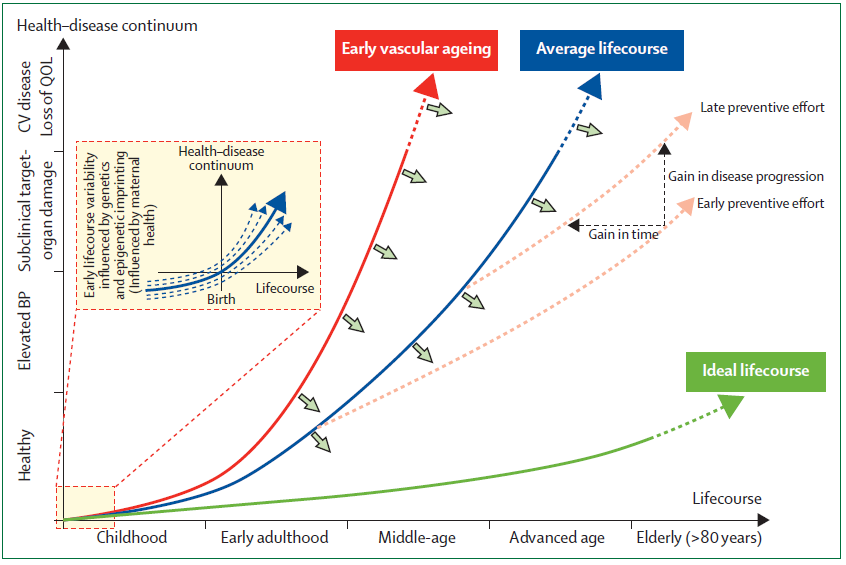 Health–disease continuum
Early vascular ageing
Average lifecourse
CV disease
Loss of QOL
Subclinical target-
organ damage
Elevated BP
Healthy
Early lifecourse variability
influenced by genetics
and epigenetic imprinting
(Influenced by maternal
health)
Health–disease
continuum
Birth
Lifecourse
Late preventive effort
Gain in disease progression
Early preventive effort
Gain in time
Ideal lifecourse
Lifecourse
Childhood
Early adulthood
Middle-age
Advanced age
Elderly (>80 years)